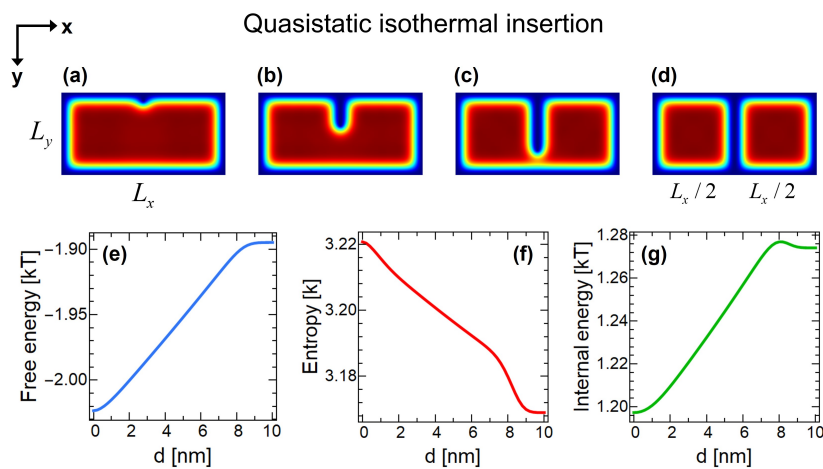 Quasistatic isothermal insertion
x
y
(a)
(b)
(c)
(d)
L_y
L_x
L_x / 2
L_x / 2
(e)
Free energy [kT]
−1.90
−1.95
−2.00
0 2 4 6 8 10
d [nm]
(f)
Entropy [k]
3.22
3.20
3.18
0 2 4 6 8 10
d [nm]
(g)
Internal energy [kT]
1.28
1.26
1.24
1.22
1.20
0 2 4 6 8 10
d [nm]